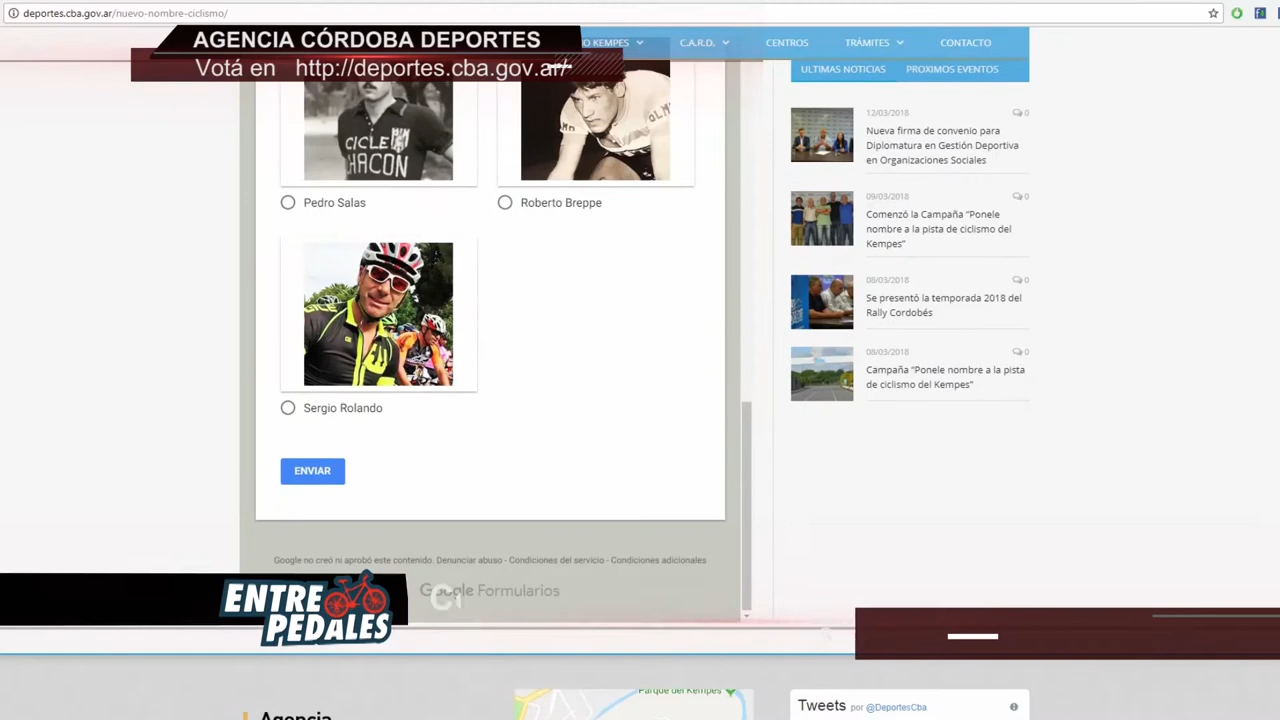 deportes.cba.gov.ar/nuevo-nombre-ciclismo/
AGENCIA CÓRDOBA DEPORTES
Votá en http://deportes.cba.gov.ar/
O KEMPES
C.A.R.D.
CENTROS
TRÁMITES
CONTACTO
ULTIMAS NOTICIAS
PROXIMOS EVENTOS
CICLE
CHACON
OLMO
Pedro Salas
Roberto Breppe
Sergio Rolando
ENVIAR
Google no creó ni aprobó este contenido. Denunciar abuso - Condiciones del servicio - Condiciones adicionales
Google Formularios
12/03/2018
0
Nueva firma de convenio para
Diplomatura en Gestión Deportiva
en Organizaciones Sociales
09/03/2018
0
Comenzó la Campaña “Ponele
nombre a la pista de ciclismo del
Kempes”
08/03/2018
0
Se presentó la temporada 2018 del
Rally Cordobés
08/03/2018
0
Campaña “Ponele nombre a la pista
de ciclismo del Kempes”
ENTRE
PEDALES
Agencia
Parque del Kempes
Tweets por @DeportesCba